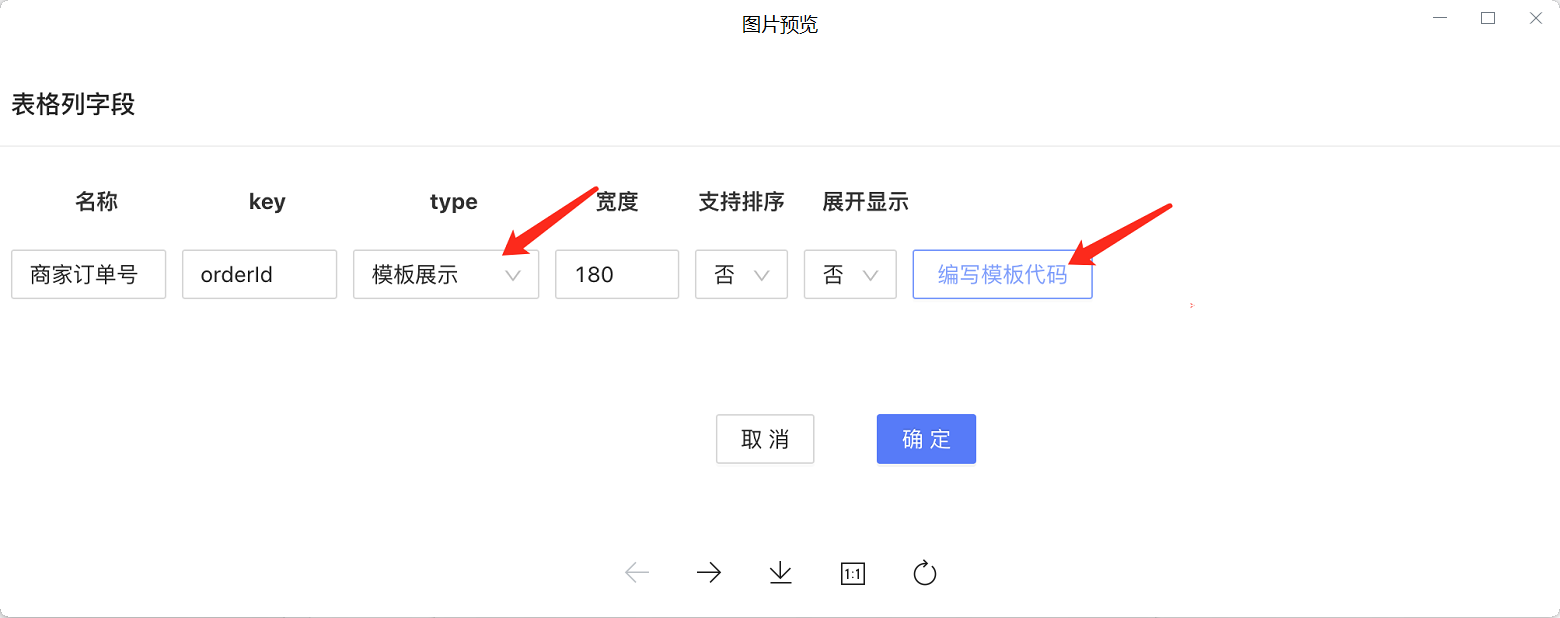 图片预览
表格列字段
名称 key type 宽度 支持排序 展开显示
商家订单号 orderId 模板展示 180 否 否 编写模板代码
取 消 确 定
1:1